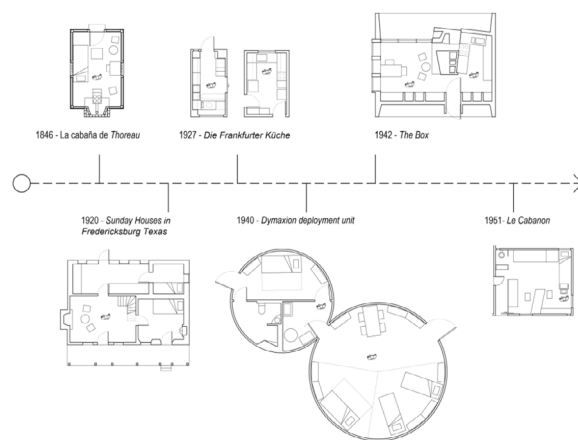 1846 - La cabaña de Thoreau
1927 - Die Frankfurter Küche
1942 - The Box
1920 - Sunday Houses in
Fredericksburg Texas
1940 - Dymaxion deployment unit
1951- Le Cabanon